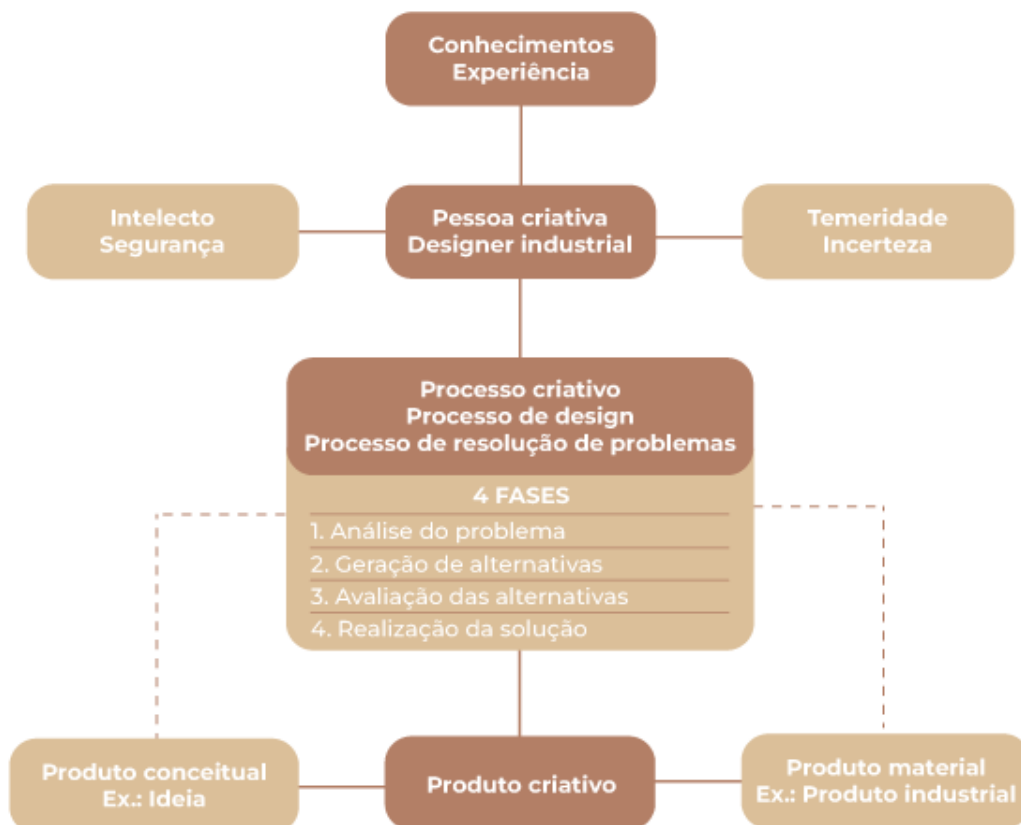 Conhecimentos
Experiência
Intelecto
Segurança
Pessoa criativa
Designer industrial
Temeridade
Incerteza
Processo criativo
Processo de design
Processo de resolução de problemas
4 FASES
1. Análise do problema
2. Geração de alternativas
3. Avaliação das alternativas
4. Realização da solução
Produto conceitual
Ex.: Ideia
Produto criativo
Produto material
Ex.: Produto industrial